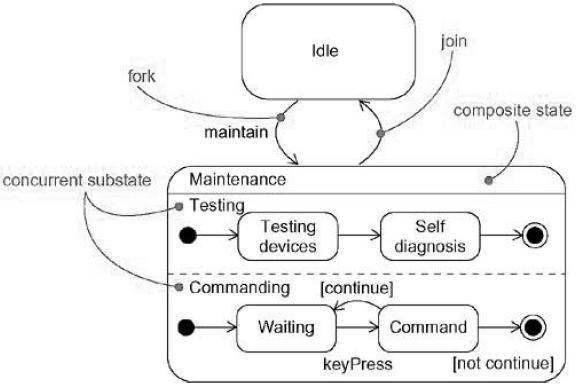 Idle
join
fork
maintain
composite state
concurrent substate
Maintenance
Testing
Testing
devices
Self
diagnosis
Commanding
[continue]
Waiting
Command
keyPress
[not continue]